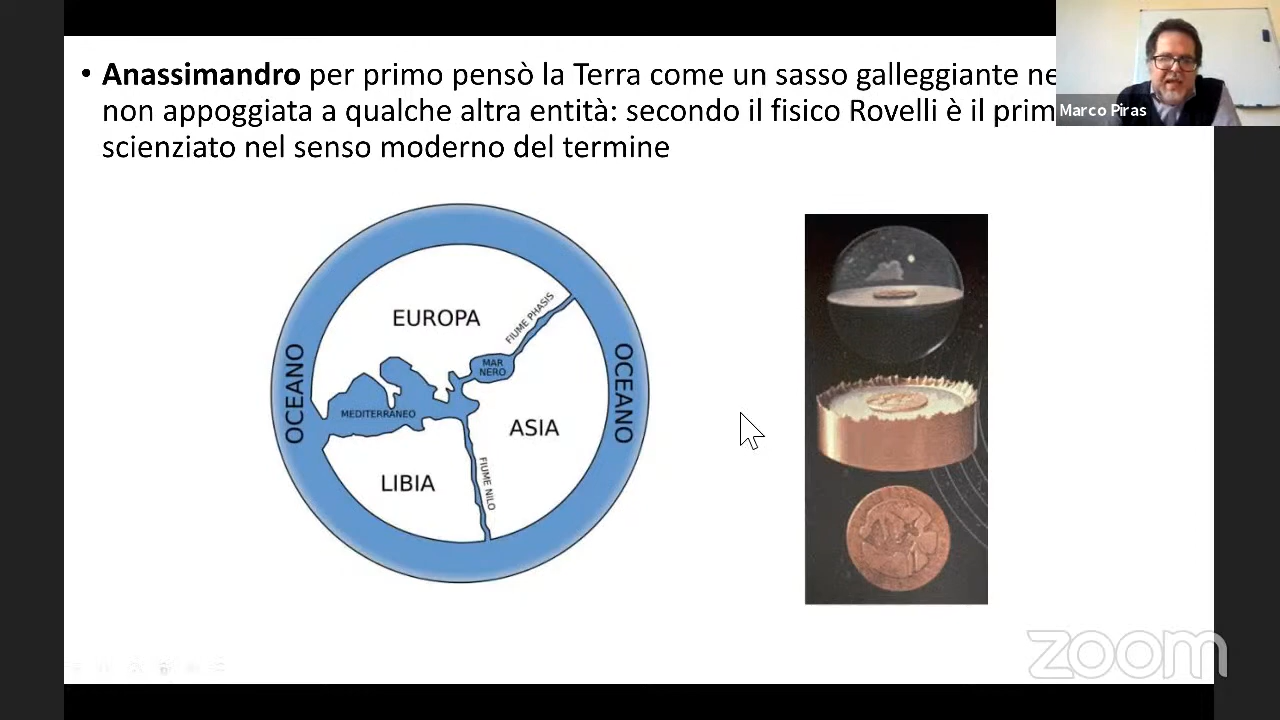 • Anassimandro per primo pensò la Terra come un sasso galleggiante
non appoggiata a qualche altra entità: secondo il fisico Rovelli è il
scienziato nel senso moderno del termine
Marco Piras
EUROPA
FIUME PHASIS
MAR
NERO
OCEANO
OCEANO
MEDITERRANEO
ASIA
LIBIA
FIUME NILO
zoom